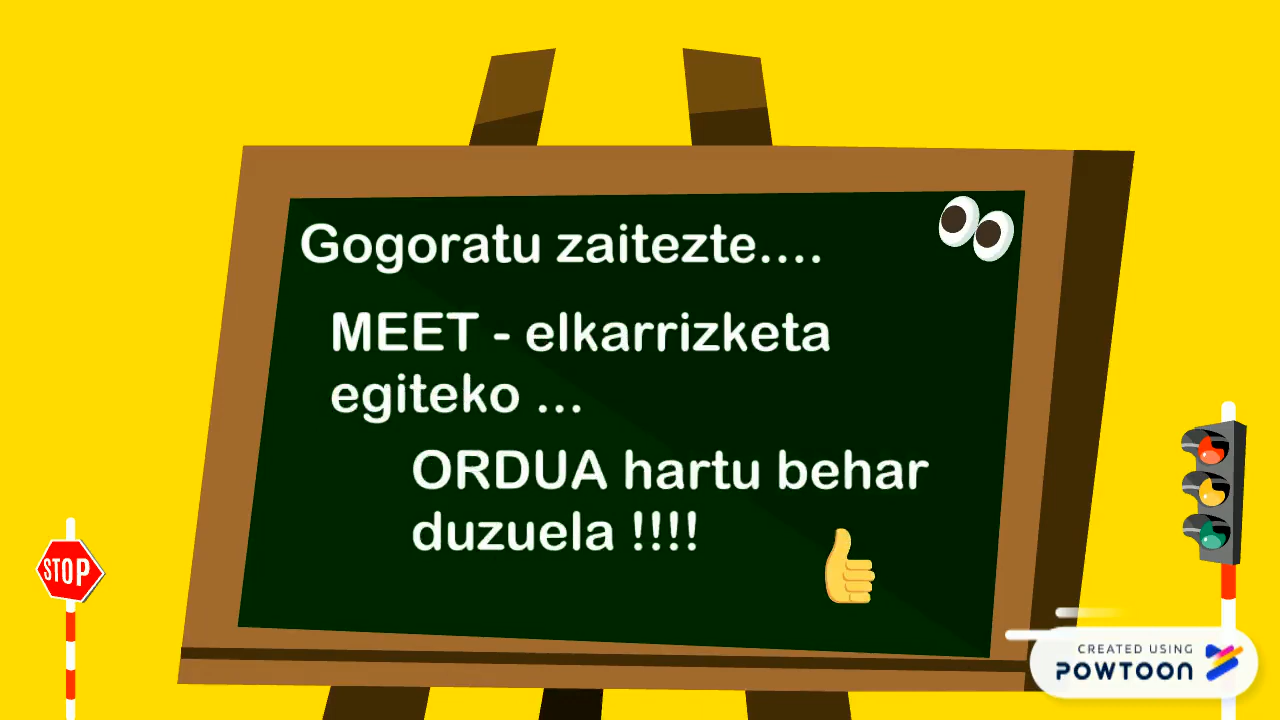 Gogoratu zaitezte....
MEET - elkarrizketa
egiteko ...
ORDUA hartu behar
duzuela !!!!
STOP
CREATED USING
POWTOON